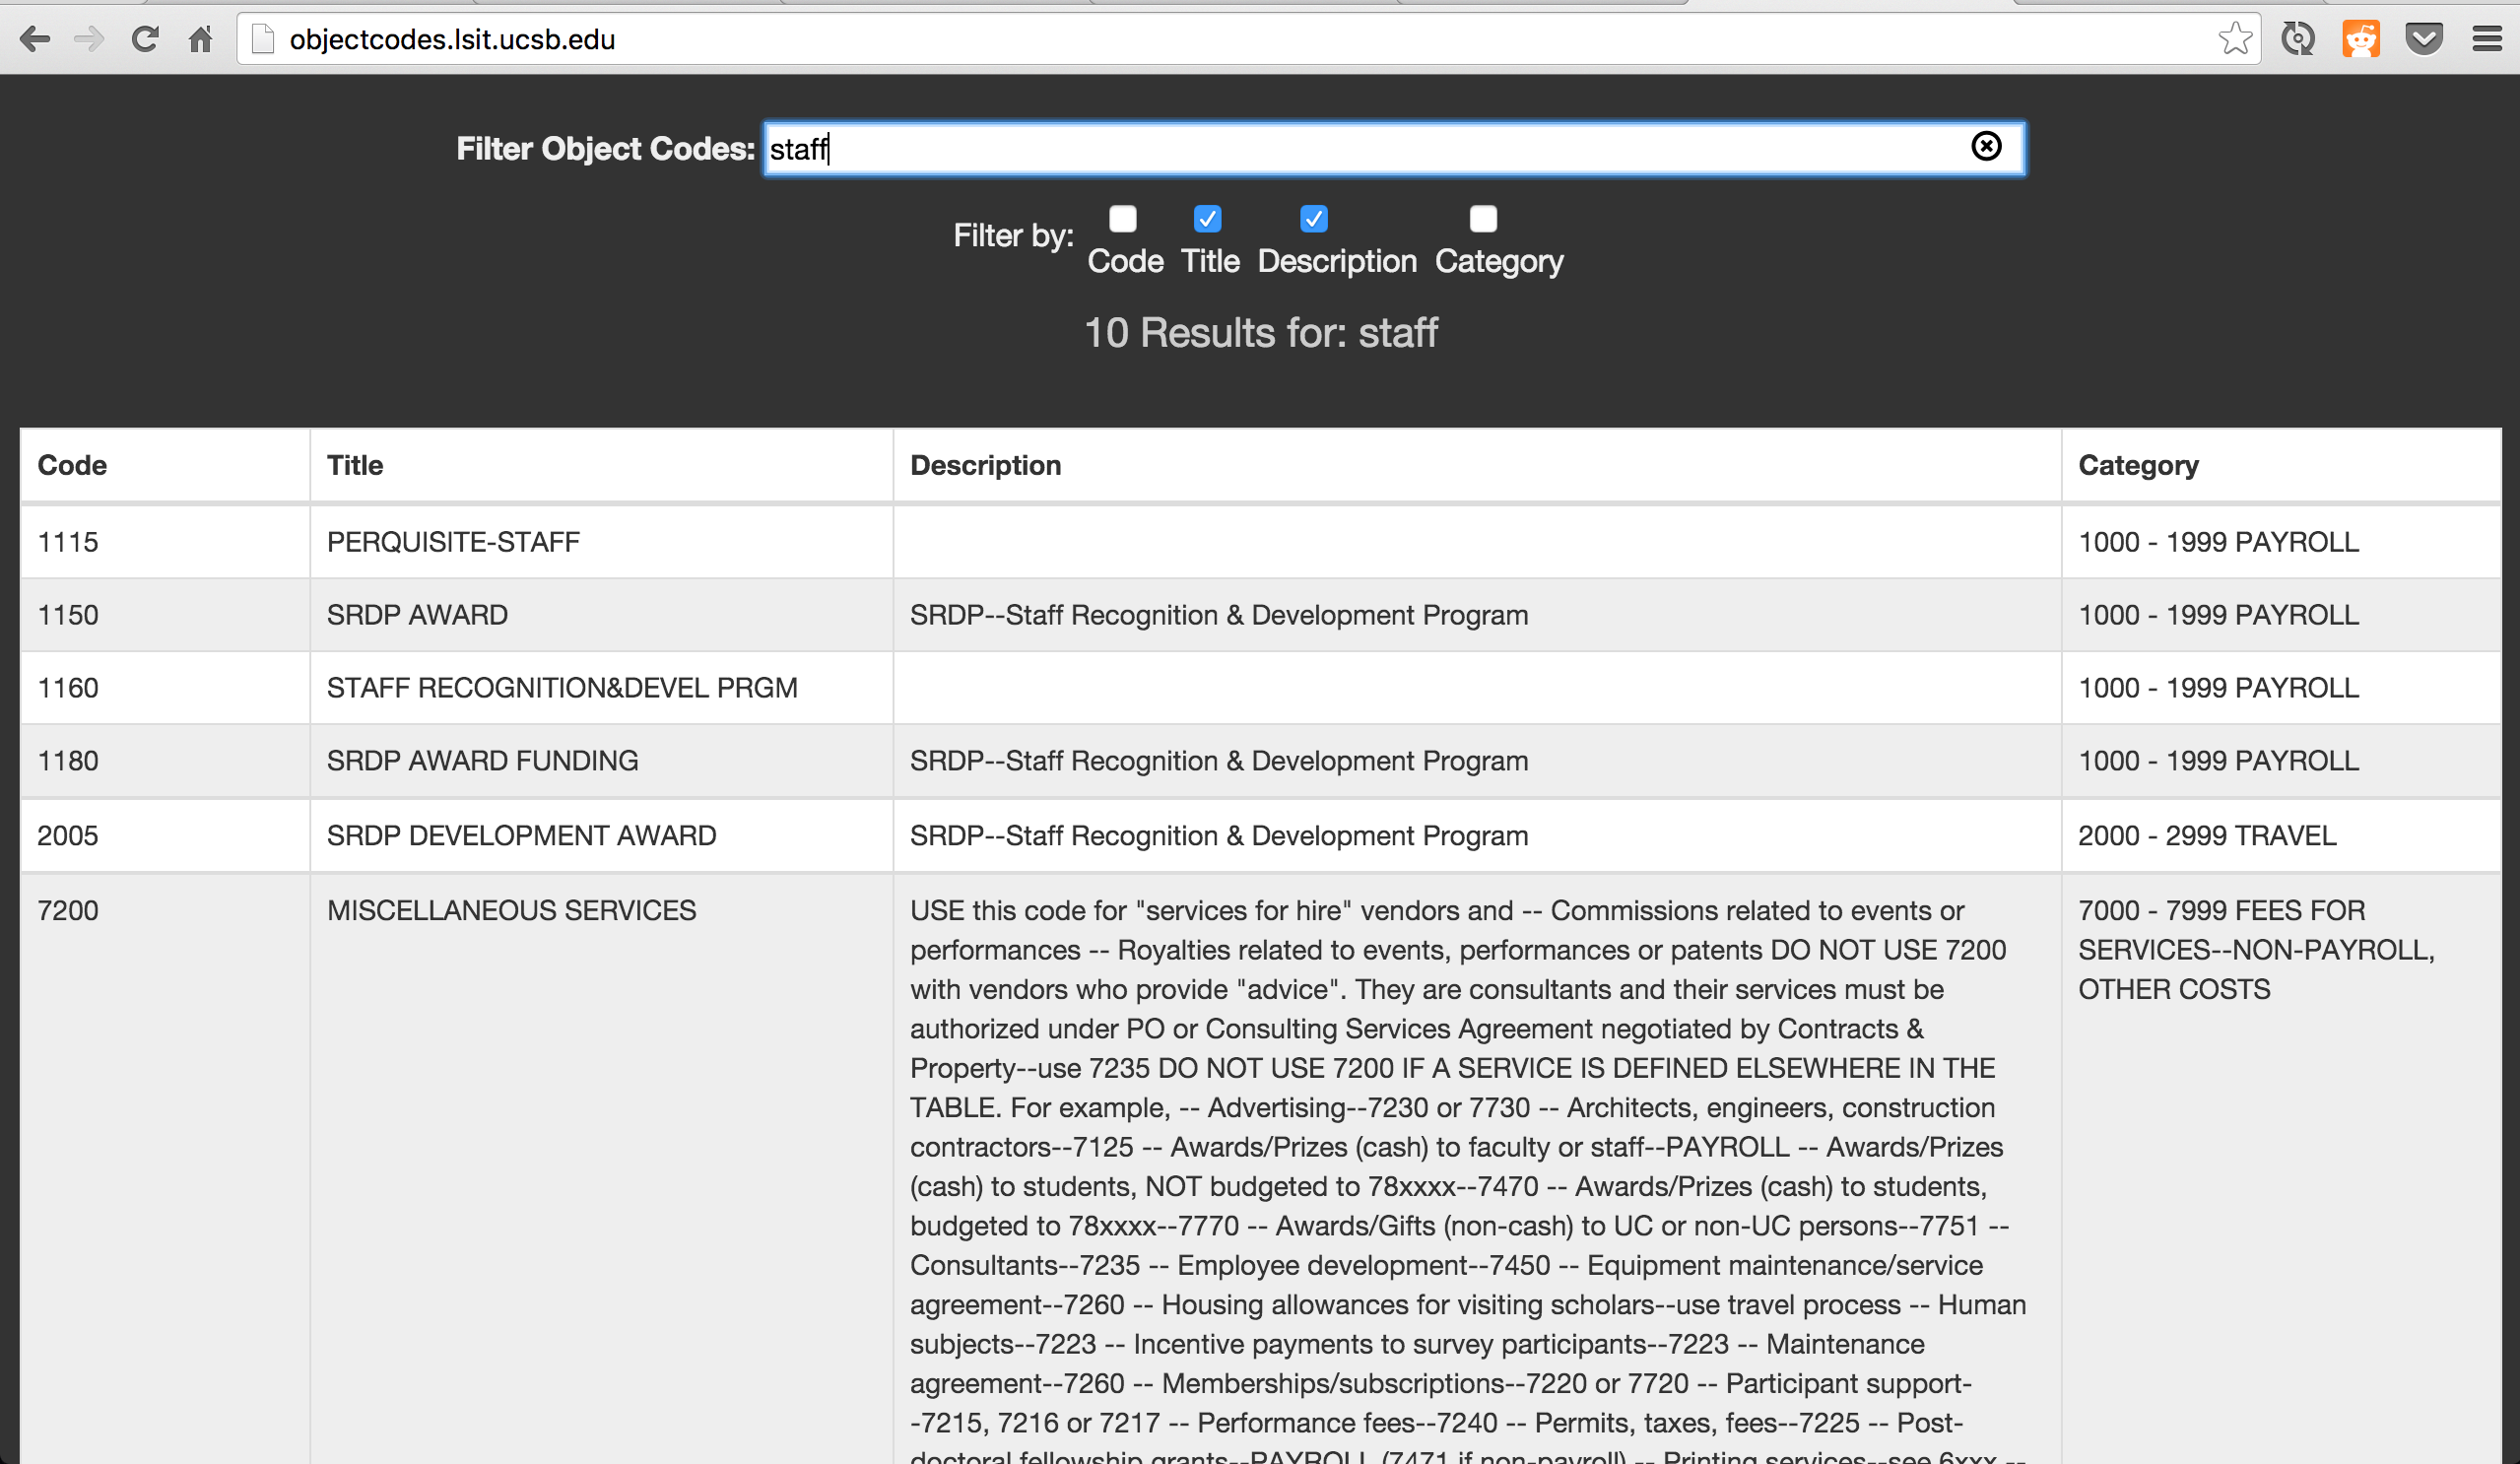 objectcodes.lsit.ucsb.edu
Filter Object Codes: staff
Filter by: Code Title Description Category
10 Results for: staff
Code Title Description Category
1115 PERQUISITE-STAFF 1000 - 1999 PAYROLL
1150 SRDP AWARD SRDP--Staff Recognition & Development Program 1000 - 1999 PAYROLL
1160 STAFF RECOGNITION&DEVEL PRGM 1000 - 1999 PAYROLL
1180 SRDP AWARD FUNDING SRDP--Staff Recognition & Development Program 1000 - 1999 PAYROLL
2005 SRDP DEVELOPMENT AWARD SRDP--Staff Recognition & Development Program 2000 - 2999 TRAVEL
7200 MISCELLANEOUS SERVICES USE this code for "services for hire" vendors and -- Commissions related to events or 7000 - 7999 FEES FOR
performances -- Royalties related to events, performances or patents DO NOT USE 7200 SERVICES--NON-PAYROLL,
with vendors who provide "advice". They are consultants and their services must be OTHER COSTS
authorized under PO or Consulting Services Agreement negotiated by Contracts &
Property--use 7235 DO NOT USE 7200 IF A SERVICE IS DEFINED ELSEWHERE IN THE
TABLE. For example, -- Advertising--7230 or 7730 -- Architects, engineers, construction
contractors--7125 -- Awards/Prizes (cash) to faculty or staff--PAYROLL -- Awards/Prizes
(cash) to students, NOT budgeted to 78xxxx--7470 -- Awards/Prizes (cash) to students,
budgeted to 78xxxx--7770 -- Awards/Gifts (non-cash) to UC or non-UC persons--7751 --
Consultants--7235 -- Employee development--7450 -- Equipment maintenance/service
agreement--7260 -- Housing allowances for visiting scholars--use travel process -- Human
subjects--7223 -- Incentive payments to survey participants--7223 -- Maintenance
agreement--7260 -- Memberships/subscriptions--7220 or 7720 -- Participant support-
-7215, 7216 or 7217 -- Performance fees--7240 -- Permits, taxes, fees--7225 -- Post-
doctoral fellowship grants--PAYROLL (7471 if non-payroll) -- Printing services--see 6xxx --